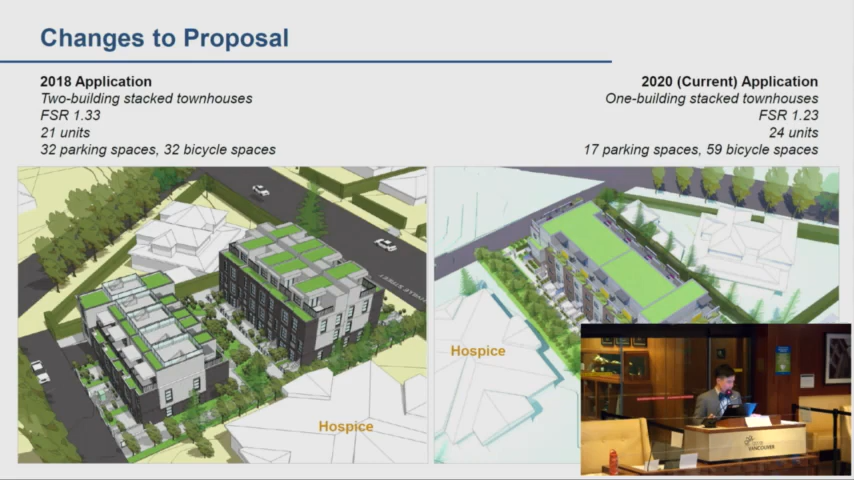 Changes to Proposal
2018 Application
Two-building stacked townhouses
FSR 1.33
21 units
32 parking spaces, 32 bicycle spaces
2020 (Current) Application
One-building stacked townhouses
FSR 1.23
24 units
17 parking spaces, 59 bicycle spaces
Hospice
Hospice
VANCOUVER